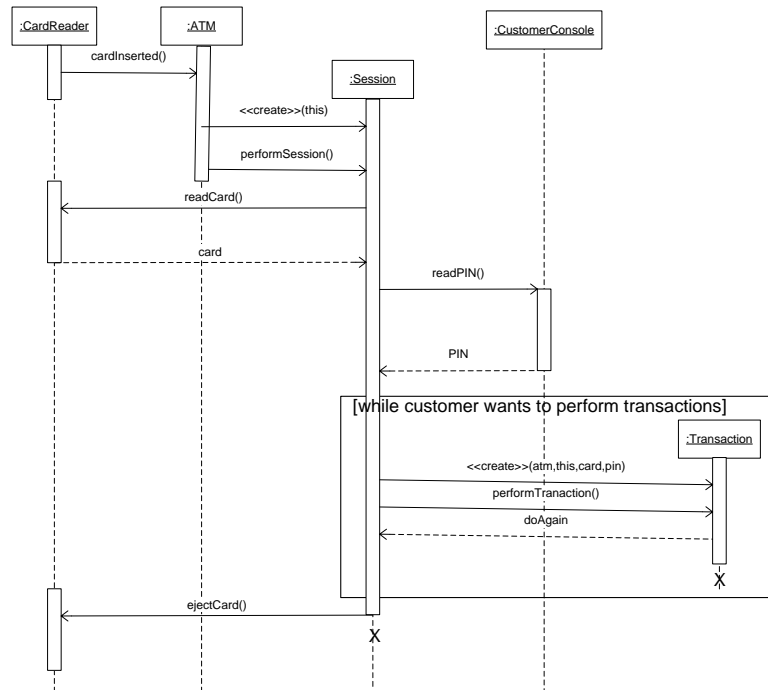 :CardReader
:ATM
:CustomerConsole
cardInserted()
:Session
<<create>>(this)
performSession()
readCard()
card
readPIN()
PIN
[while customer wants to perform transactions]
:Transaction
<<create>>(atm,this,card,pin)
performTranaction()
doAgain
X
ejectCard()
X